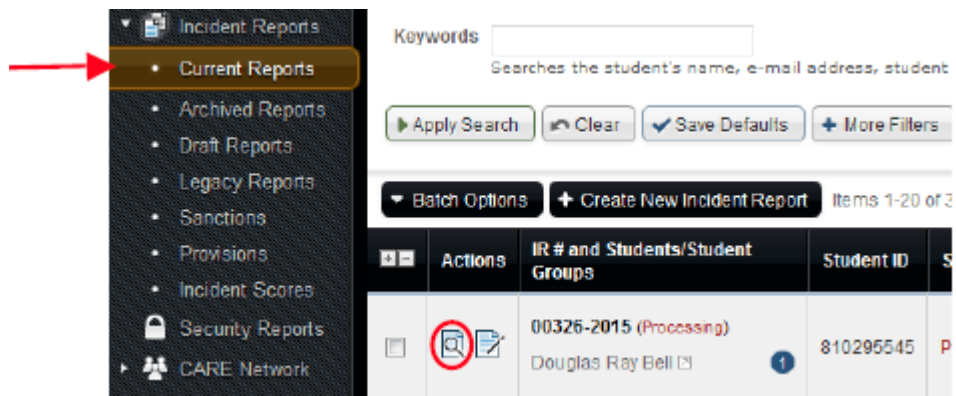 Incident Reports
Current Reports
Archived Reports
Draft Reports
Legacy Reports
Sanctions
Provisions
Incident Scores
Security Reports
CARE Network
Keywords
Searches the student's name, e-mail address, student
Apply Search Clear Save Defaults + More Filters
Batch Options + Create New Incident Report Items 1-20 of 3
Actions IR # and Students/Student Groups Student ID S
00326-2015 (Processing)
Douglas Ray Bell 1 810295545 P